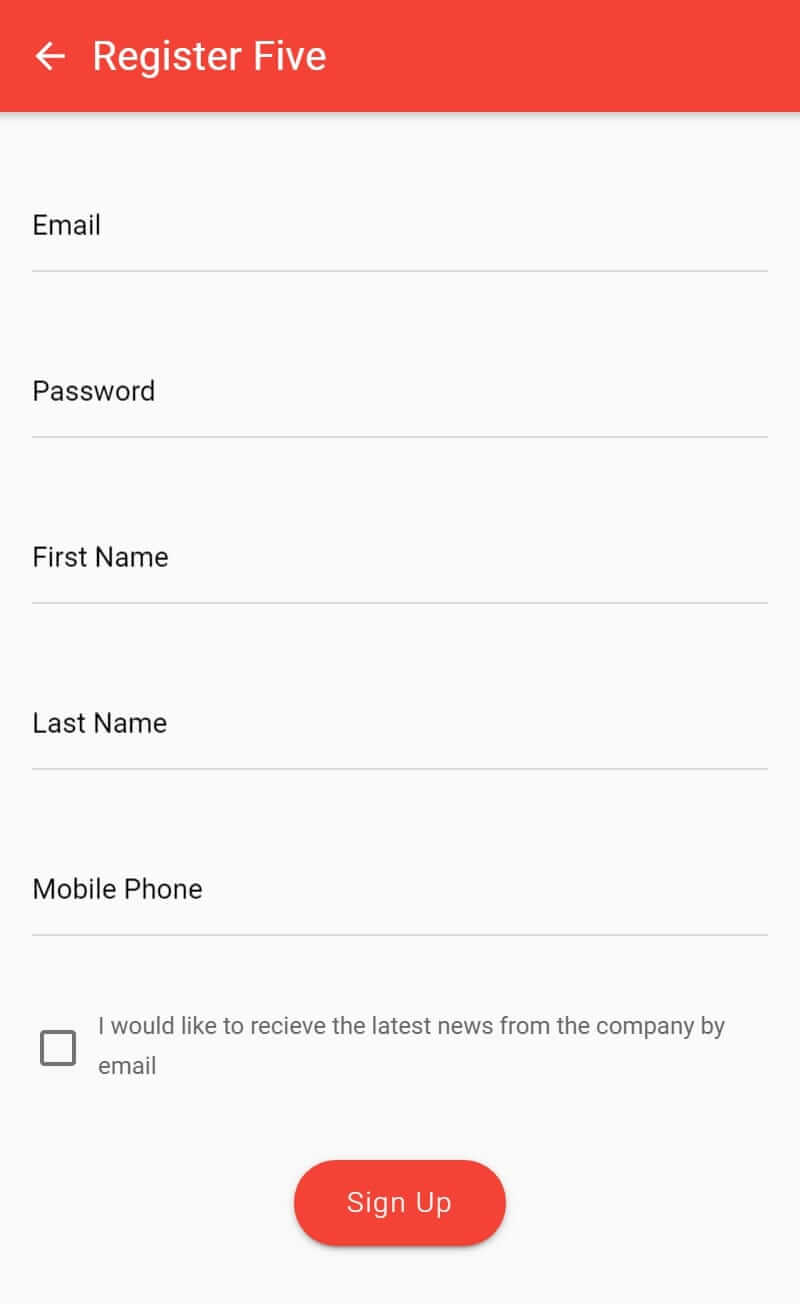 Register Five
Email
Password
First Name
Last Name
Mobile Phone
I would like to recieve the latest news from the company by
email
Sign Up